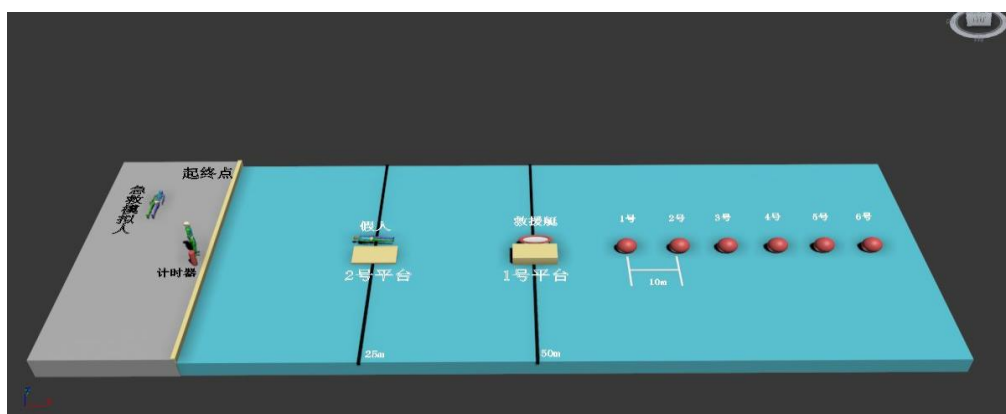 起终点
急救模拟人
计时器
假人
2号平台
25m
救援艇
1号平台
50m
1号
2号
3号
4号
5号
6号
10m